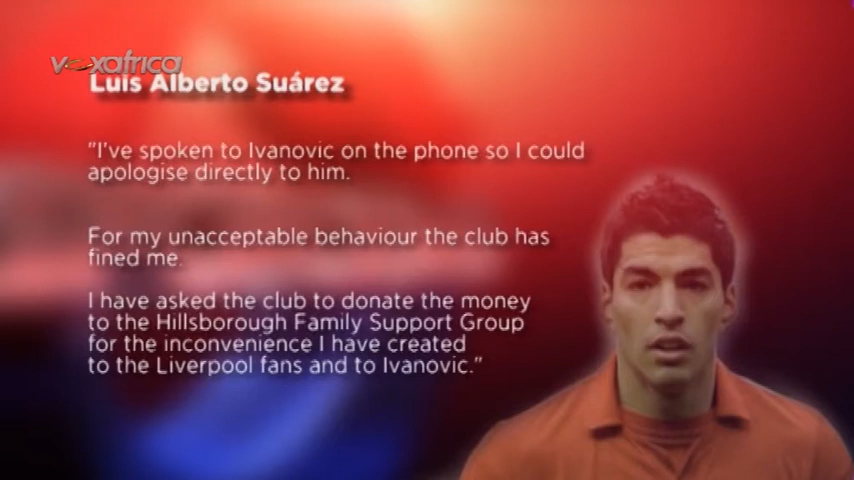 voxafrica
Luis Alberto Suárez
"I've spoken to Ivanovic on the phone so I could
apologise directly to him.
For my unacceptable behaviour the club has
fined me.
I have asked the club to donate the money
to the Hillsborough Family Support Group
for the inconvenience I have created
to the Liverpool fans and to Ivanovic."